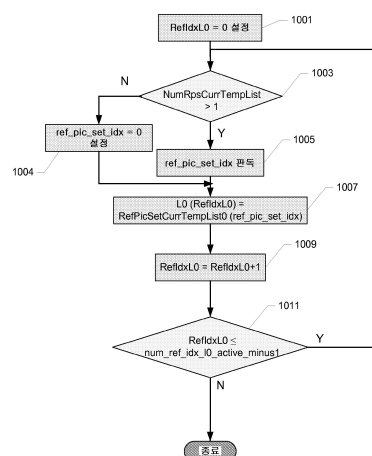 RefIdxL0 = 0 설정
1001
N
NumRpsCurrTempList
> 1
1003
ref_pic_set_idx = 0
설정
1004
Y
1005
ref_pic_set_idx 판독
1007
L0 (RefIdxL0) =
RefPicSetCurrTempList0 (ref_pic_set_idx)
1009
RefIdxL0 = RefIdxL0+1
1011
RefIdxL0 ≤
num_ref_idx_l0_active_minus1
Y
N
종료